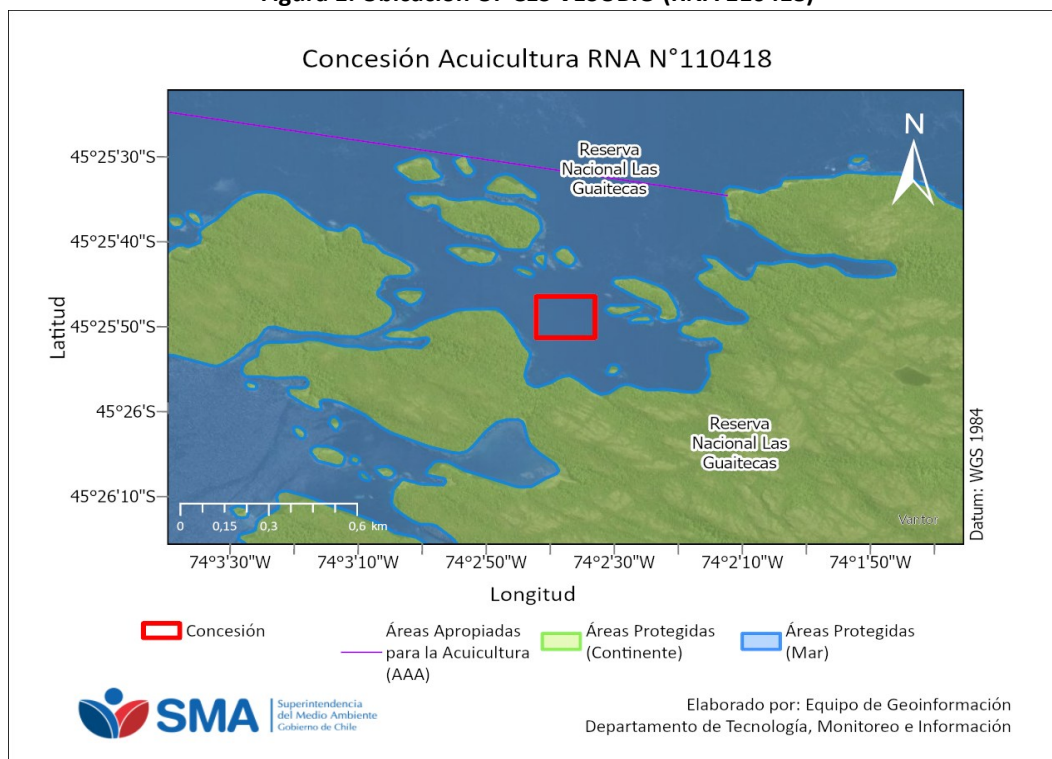 Concesión Acuicultura RNA N°110418
N
Reserva
Nacional Las
Guaitecas
45°25'30"S
45°25'40"S
45°25'50"S
45°26'S
45°26'10"S
Latitud
Reserva
Nacional Las
Guaitecas
Datum: WGS 1984
Vantor
0 0,15 0,3 0,6 km
74°3'30"W 74°3'10"W 74°2'50"W 74°2'30"W 74°2'10"W 74°1'50"W
Longitud
Concesión
Áreas Apropiadas
para la Acuicultura
(AAA)
Áreas Protegidas
(Continente)
Áreas Protegidas
(Mar)
SMA
Superintendencia
del Medio Ambiente
Gobierno de Chile
Elaborado por: Equipo de Geoinformación
Departamento de Tecnología, Monitoreo e Información